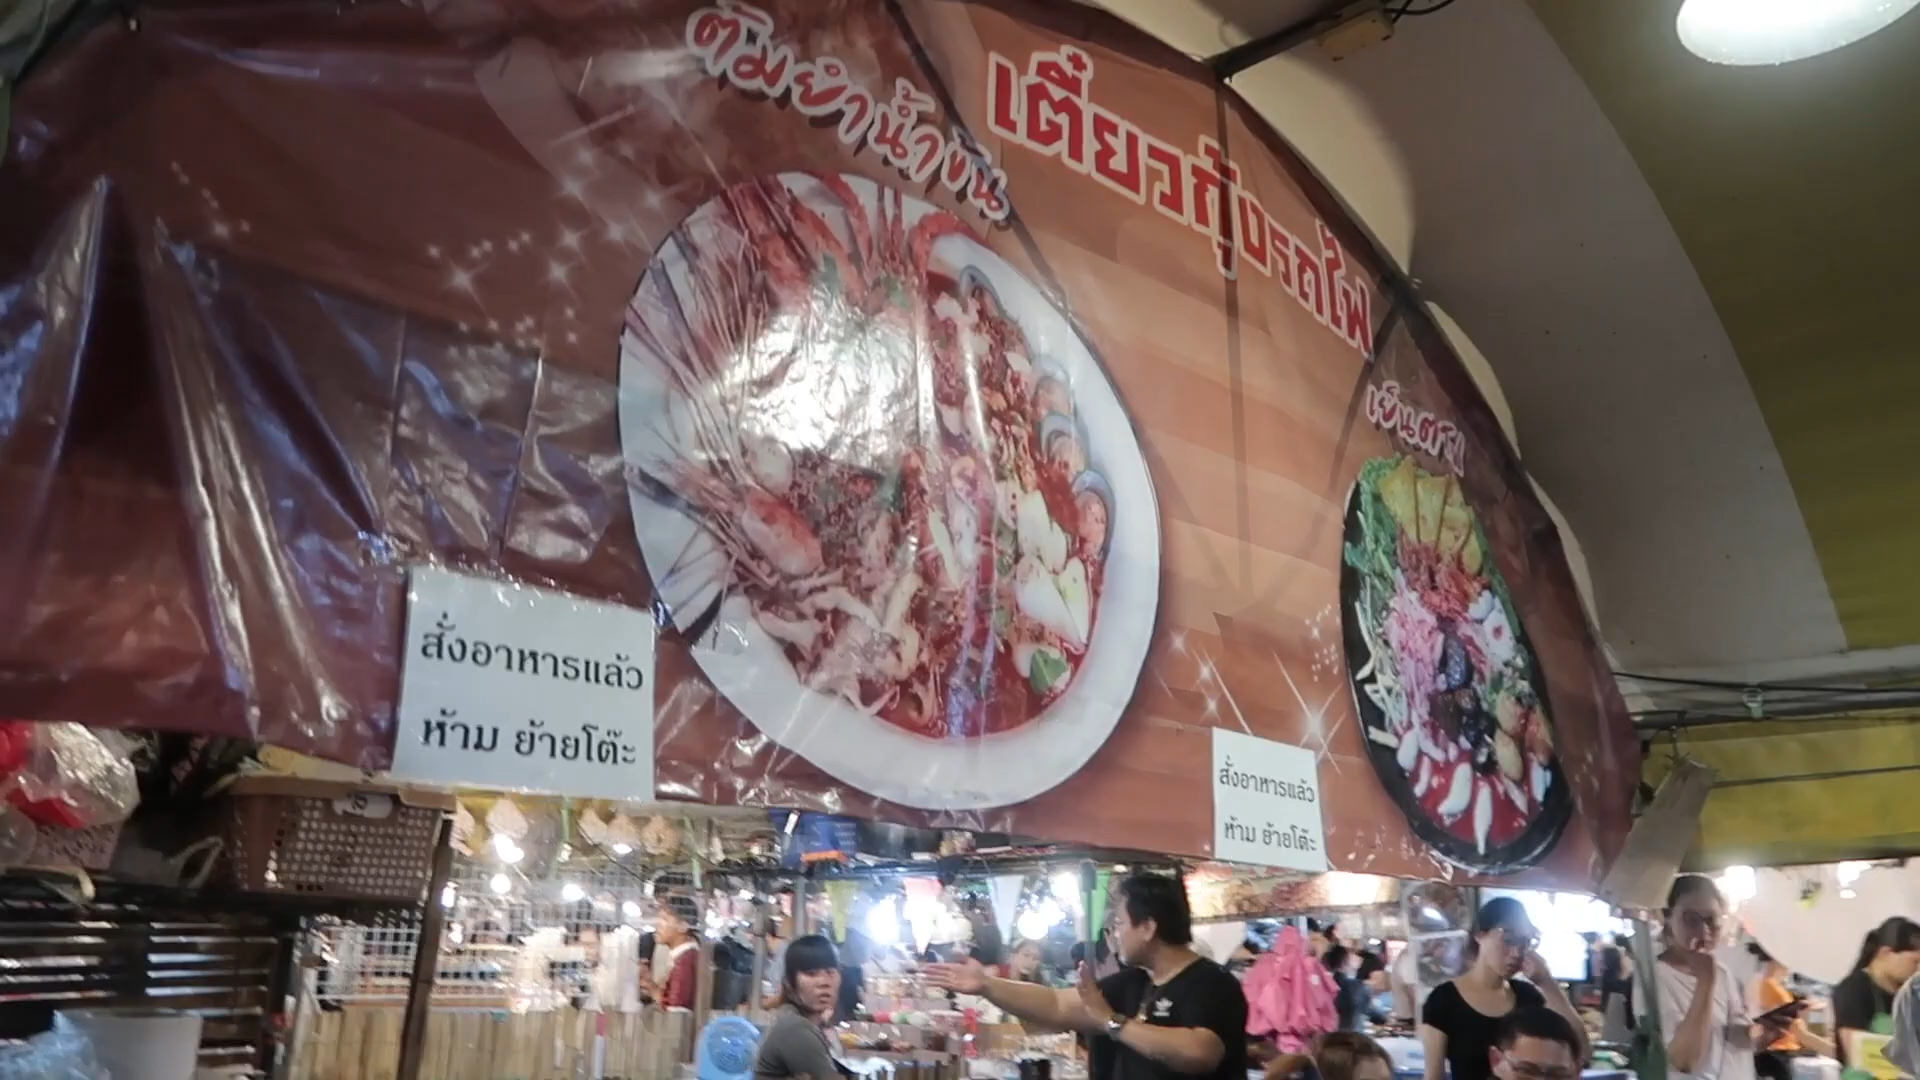 ต้มยำน้ำข้น
เตี๋ยวกุ้งรถไฟ
เย็นตาโฟ
สั่งอาหารแล้ว
ห้าม ย้ายโต๊ะ
สั่งอาหารแล้ว
ห้าม ย้ายโต๊ะ